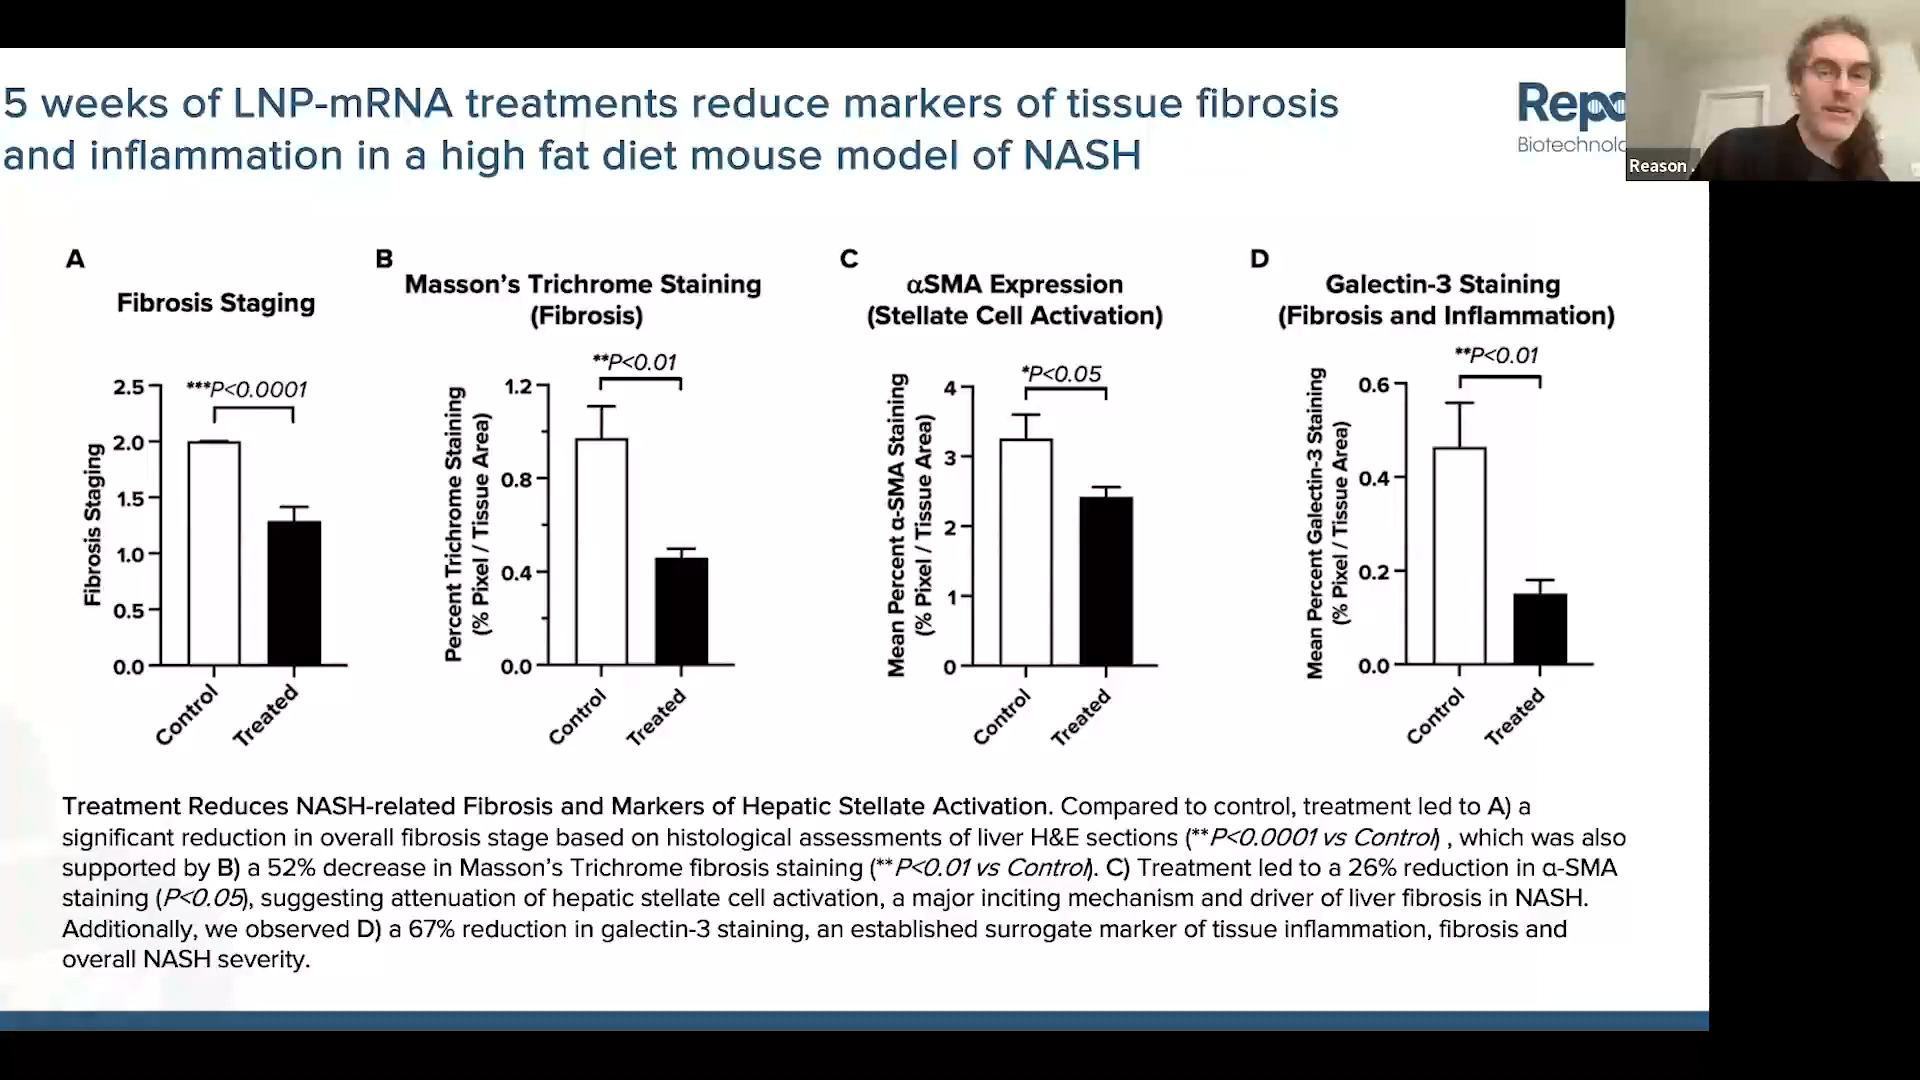 5 weeks of LNP-mRNA treatments reduce markers of tissue fibrosis
and inflammation in a high fat diet mouse model of NASH
Repo
Biotechnolo
Reason .
A
Fibrosis Staging
***P<0.0001
Fibrosis Staging
2.5
2.0
1.5
1.0
0.5
0.0
Control
Treated
B
Masson's Trichrome Staining
(Fibrosis)
**P<0.01
Percent Trichrome Staining
(% Pixel / Tissue Area)
1.2
0.8
0.4
0.0
Control
Treated
C
αSMA Expression
(Stellate Cell Activation)
*P<0.05
Mean Percent α-SMA Staining
(% Pixel / Tissue Area)
4
3
2
1
0
Control
Treated
D
Galectin-3 Staining
(Fibrosis and Inflammation)
**P<0.01
Mean Percent Galectin-3 Staining
(% Pixel / Tissue Area)
0.6
0.4
0.2
0.0
Control
Treated
Treatment Reduces NASH-related Fibrosis and Markers of Hepatic Stellate Activation. Compared to control, treatment led to A) a
significant reduction in overall fibrosis stage based on histological assessments of liver H&E sections (**P<0.0001 vs Control) , which was also
supported by B) a 52% decrease in Masson's Trichrome fibrosis staining (**P<0.01 vs Control). C) Treatment led to a 26% reduction in α-SMA
staining (P<0.05), suggesting attenuation of hepatic stellate cell activation, a major inciting mechanism and driver of liver fibrosis in NASH.
Additionally, we observed D) a 67% reduction in galectin-3 staining, an established surrogate marker of tissue inflammation, fibrosis and
overall NASH severity.